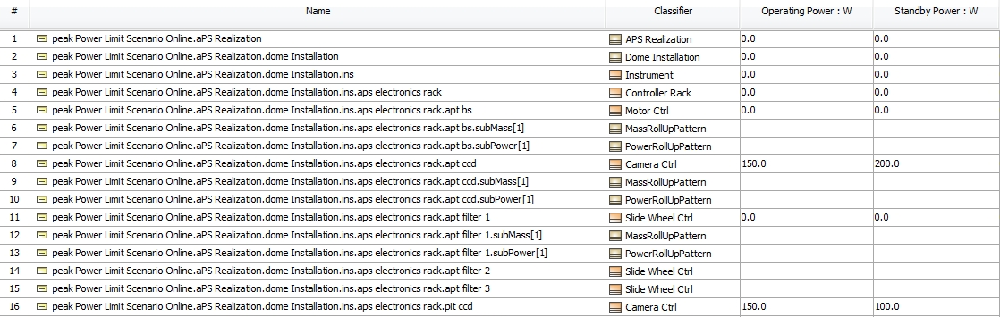 # Name Classifier Operating Power : W Standby Power : W
1 peak Power Limit Scenario Online.aPS Realization APS Realization 0.0 0.0
2 peak Power Limit Scenario Online.aPS Realization.dome Installation Dome Installation 0.0 0.0
3 peak Power Limit Scenario Online.aPS Realization.dome Installation.ins Instrument 0.0 0.0
4 peak Power Limit Scenario Online.aPS Realization.dome Installation.ins.aps electronics rack Controller Rack 0.0 0.0
5 peak Power Limit Scenario Online.aPS Realization.dome Installation.ins.aps electronics rack.apt bs Motor Ctrl 0.0 0.0
6 peak Power Limit Scenario Online.aPS Realization.dome Installation.ins.aps electronics rack.apt bs.subMass[1] MassRollUpPattern
7 peak Power Limit Scenario Online.aPS Realization.dome Installation.ins.aps electronics rack.apt bs.subPower[1] PowerRollUpPattern
8 peak Power Limit Scenario Online.aPS Realization.dome Installation.ins.aps electronics rack.apt ccd Camera Ctrl 150.0 200.0
9 peak Power Limit Scenario Online.aPS Realization.dome Installation.ins.aps electronics rack.apt ccd.subMass[1] MassRollUpPattern
10 peak Power Limit Scenario Online.aPS Realization.dome Installation.ins.aps electronics rack.apt ccd.subPower[1] PowerRollUpPattern
11 peak Power Limit Scenario Online.aPS Realization.dome Installation.ins.aps electronics rack.apt filter 1 Slide Wheel Ctrl 0.0 0.0
12 peak Power Limit Scenario Online.aPS Realization.dome Installation.ins.aps electronics rack.apt filter 1.subMass[1] MassRollUpPattern
13 peak Power Limit Scenario Online.aPS Realization.dome Installation.ins.aps electronics rack.apt filter 1.subPower[1] PowerRollUpPattern
14 peak Power Limit Scenario Online.aPS Realization.dome Installation.ins.aps electronics rack.apt filter 2 Slide Wheel Ctrl
15 peak Power Limit Scenario Online.aPS Realization.dome Installation.ins.aps electronics rack.apt filter 3 Slide Wheel Ctrl
16 peak Power Limit Scenario Online.aPS Realization.dome Installation.ins.aps electronics rack.pit ccd Camera Ctrl 150.0 100.0